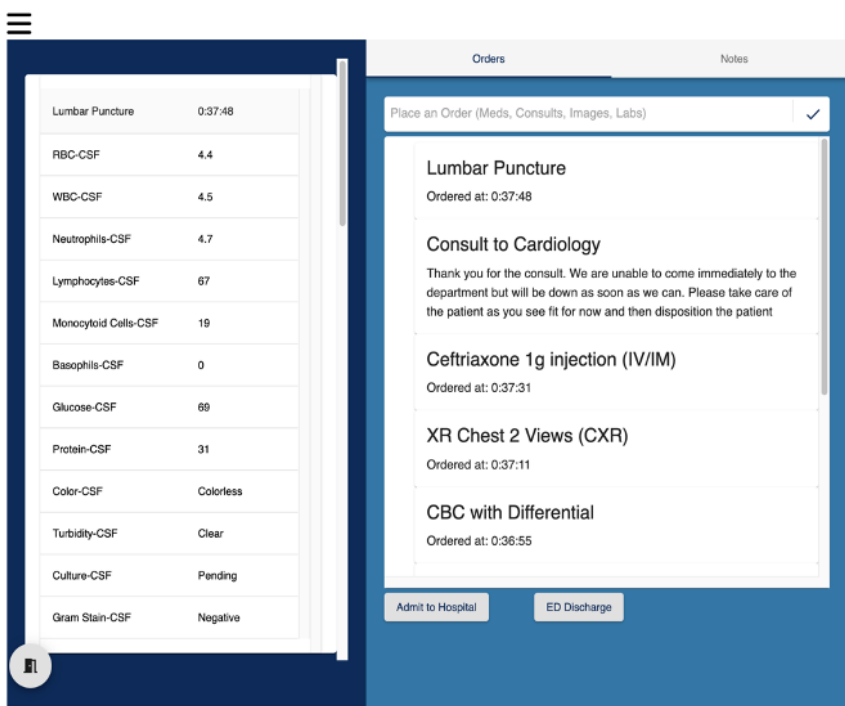 Lumbar Puncture 0:37:48
RBC-CSF 4.4
WBC-CSF 4.5
Neutrophils-CSF 4.7
Lymphocytes-CSF 67
Monocytoid Cells-CSF 19
Basophils-CSF 0
Glucose-CSF 69
Protein-CSF 31
Color-CSF Colorless
Turbidity-CSF Clear
Culture-CSF Pending
Gram Stain-CSF Negative
Orders Notes
Place an Order (Meds, Consults, Images, Labs)
Lumbar Puncture
Ordered at: 0:37:48
Consult to Cardiology
Thank you for the consult. We are unable to come immediately to the
department but will be down as soon as we can. Please take care of
the patient as you see fit for now and then disposition the patient
Ceftriaxone 1g injection (IV/IM)
Ordered at: 0:37:31
XR Chest 2 Views (CXR)
Ordered at: 0:37:11
CBC with Differential
Ordered at: 0:36:55
Admit to Hospital ED Discharge